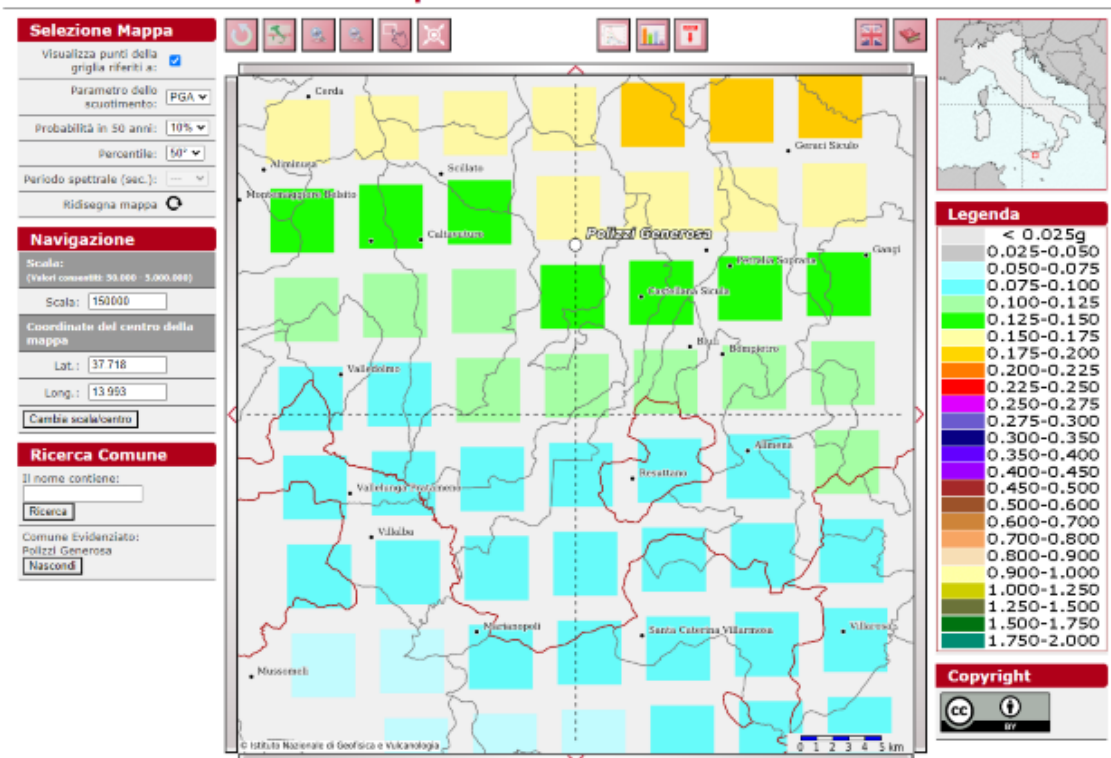 Selezione Mappa
Visualizza punti della
griglia riferiti a:
Parametro dello
scuotimento: PGA
Probabilità in 50 anni: 10%
Percentile: 50°
Periodo spettrale (sec.): ---
Ridisegna mappa
Navigazione
Scala:
(Valori consentiti: 50.000 - 5.000.000)
Scala: 150000
Coordinate del centro della
mappa
Lat.: 37.718
Long.: 13.993
Cambia scala/centro
Ricerca Comune
Il nome contiene:
Ricerca
Comune Evidenziato:
Polizzi Generosa
Nascondi
Cerda
Geraci Siculo
Aliminusa
Scillato
Montemaggiore Belsito
Caltavuturo
Polizzi Generosa
Gangi
Petralia Soprana
Castellana Sicula
Blufi
Bompietro
Valledolmo
Alimena
Resuttano
Vallelunga Pratameno
Villalba
Marianopoli
Santa Caterina Villarmosa
Villarosa
Mussomeli
© Istituto Nazionale di Geofisica e Vulcanologia
0 1 2 3 4 5 km
Legenda
< 0.025g
0.025-0.050
0.050-0.075
0.075-0.100
0.100-0.125
0.125-0.150
0.150-0.175
0.175-0.200
0.200-0.225
0.225-0.250
0.250-0.275
0.275-0.300
0.300-0.350
0.350-0.400
0.400-0.450
0.450-0.500
0.500-0.600
0.600-0.700
0.700-0.800
0.800-0.900
0.900-1.000
1.000-1.250
1.250-1.500
1.500-1.750
1.750-2.000
Copyright
cc
BY